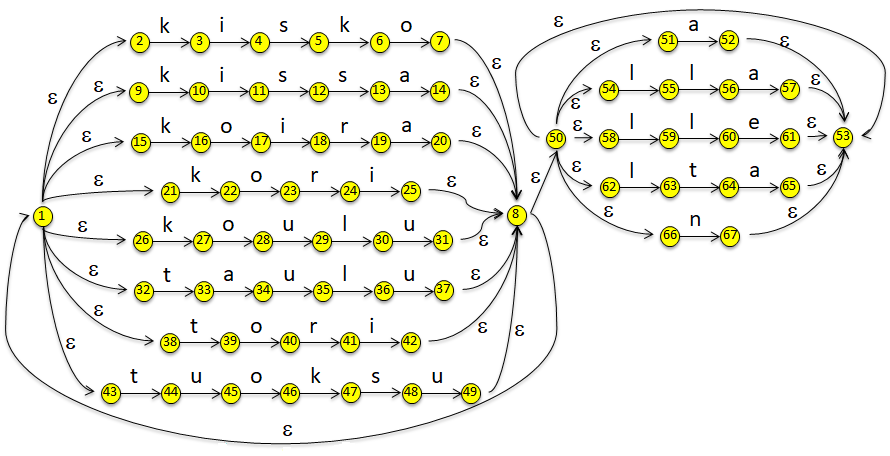 ε
k i s k o
2 3 4 5 6 7
ε
a
ε 51 52 ε
k i s s a
ε 9 10 11 12 13 14 ε
l l a
ε 54 55 56 57 ε
k o i r a
ε 15 16 17 18 19 20 ε
l l e
50 ε 58 59 60 61 ε 53
k o r i
ε 21 22 23 24 25 ε
l t a
ε 62 63 64 65 ε
1 8 ε
k o u l u
ε 26 27 28 29 30 31 ε
n
ε 66 67 ε
t a u l u
ε 32 33 34 35 36 37 ε
t o r i
ε 38 39 40 41 42 ε
t u o k s u
ε 43 44 45 46 47 48 49 ε
ε